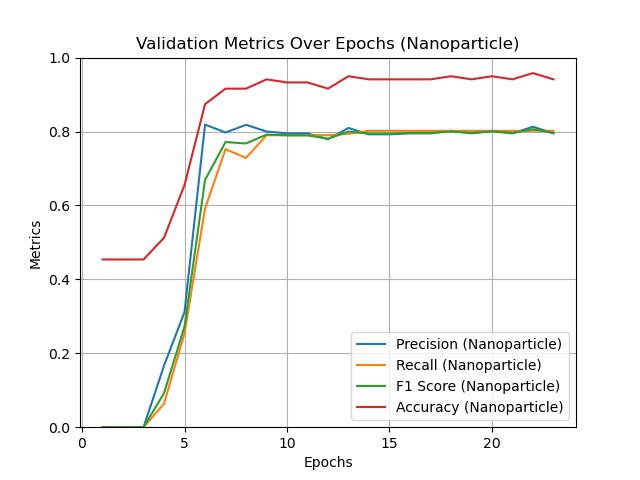 Validation Metrics Over Epochs (Nanoparticle)
1.0
0.8
0.6
0.4
0.2
0.0
Metrics
0 5 10 15 20
Epochs
Precision (Nanoparticle)
Recall (Nanoparticle)
F1 Score (Nanoparticle)
Accuracy (Nanoparticle)